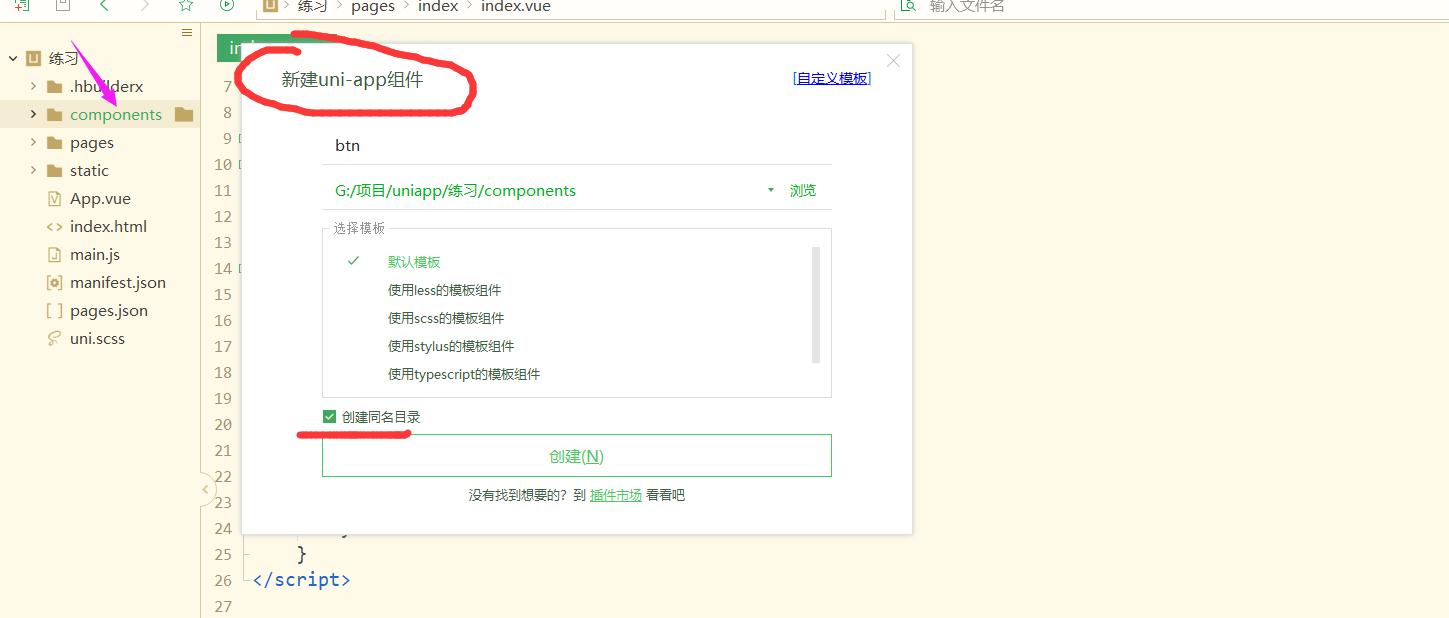 练习 pages index index.vue
输入文件名
练习
.hbuilderx
components
pages
static
App.vue
index.html
main.js
manifest.json
pages.json
uni.scss
新建uni-app组件
[自定义模板]
btn
G:/项目/uniapp/练习/components 浏览
选择模板
默认模板
使用less的模板组件
使用scss的模板组件
使用stylus的模板组件
使用typescript的模板组件
创建同名目录
创建(N)
没有找到想要的？到 插件市场 看看吧
7
8
9
10
11
12
13
14
15
16
17
18
19
20
21
22
23
24
25 }
26 </script>
27